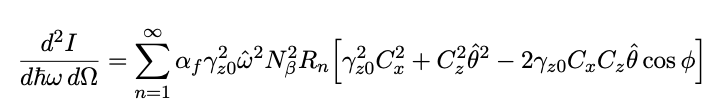 \frac{d^2 I}{d\hbar\omega \, d\Omega} = \sum_{n=1}^{\infty} \alpha_f \gamma_{z0}^2 \hat{\omega}^2 N_\beta^2 R_n \left[ \gamma_{z0}^2 C_x^2 + C_z^2 \hat{\theta}^2 - 2\gamma_{z0} C_x C_z \hat{\theta} \cos \phi \right]